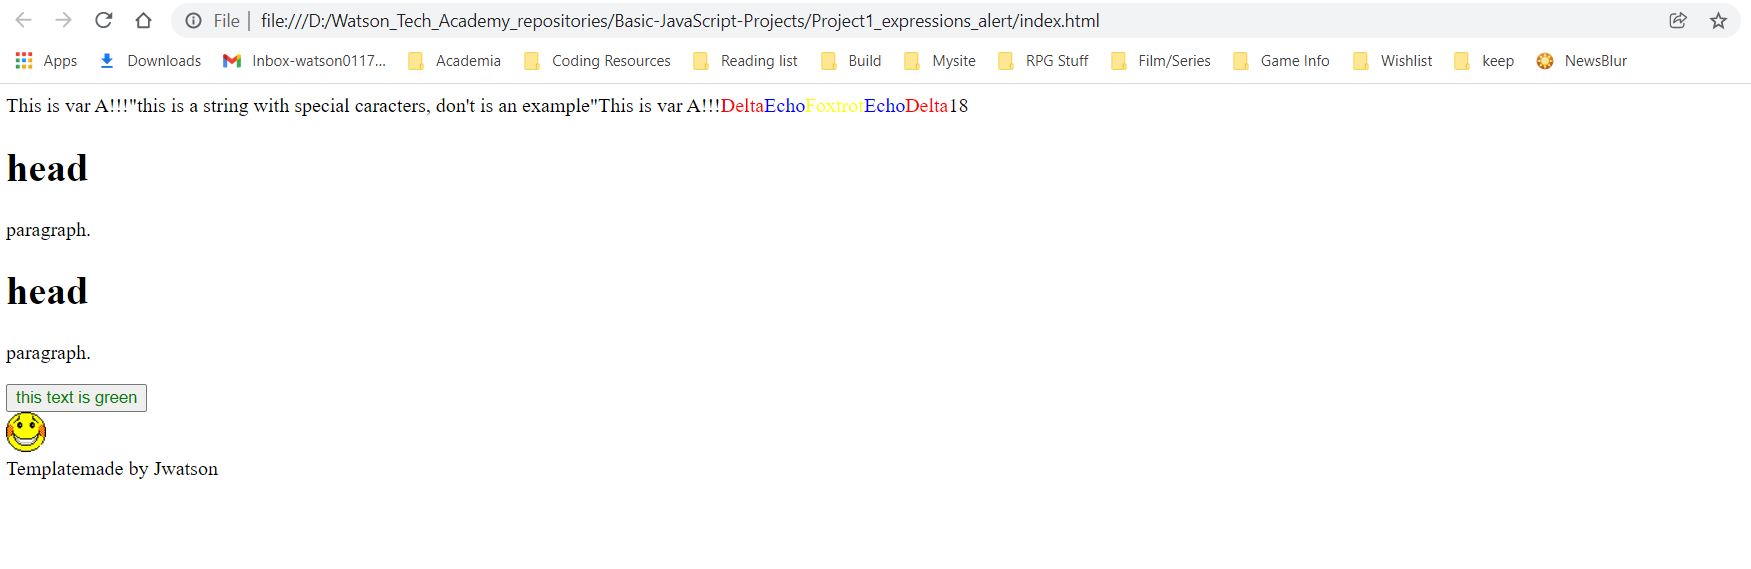 File | file:///D:/Watson_Tech_Academy_repositories/Basic-JavaScript-Projects/Project1_expressions_alert/index.html
Apps Downloads Inbox-watson0117... Academia Coding Resources Reading list Build Mysite RPG Stuff Film/Series Game Info Wishlist keep NewsBlur
This is var A!!!"this is a string with special caracters, don't is an example"This is var A!!!DeltaEchoFoxtrotEchoDelta18
head
paragraph.
head
paragraph.
this text is green
Templatemade by Jwatson